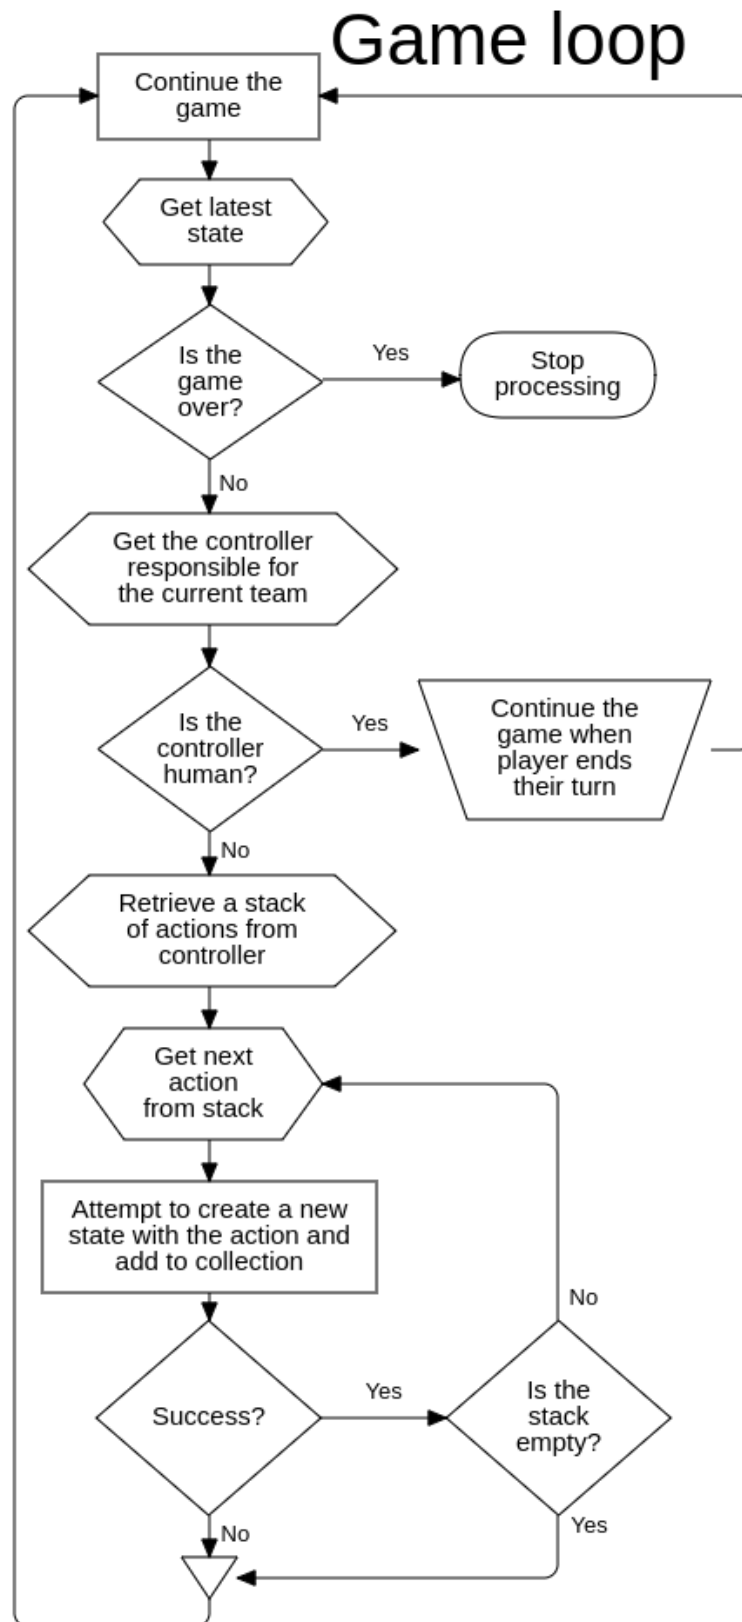 Game loop
Continue the
game
Get latest
state
Is the
game
over?
Yes
Stop
processing
No
Get the controller
responsible for
the current team
Is the
controller
human?
Yes
Continue the
game when
player ends
their turn
No
Retrieve a stack
of actions from
controller
Get next
action
from stack
Attempt to create a new
state with the action and
add to collection
No
Success?
Yes
Is the
stack
empty?
No
Yes